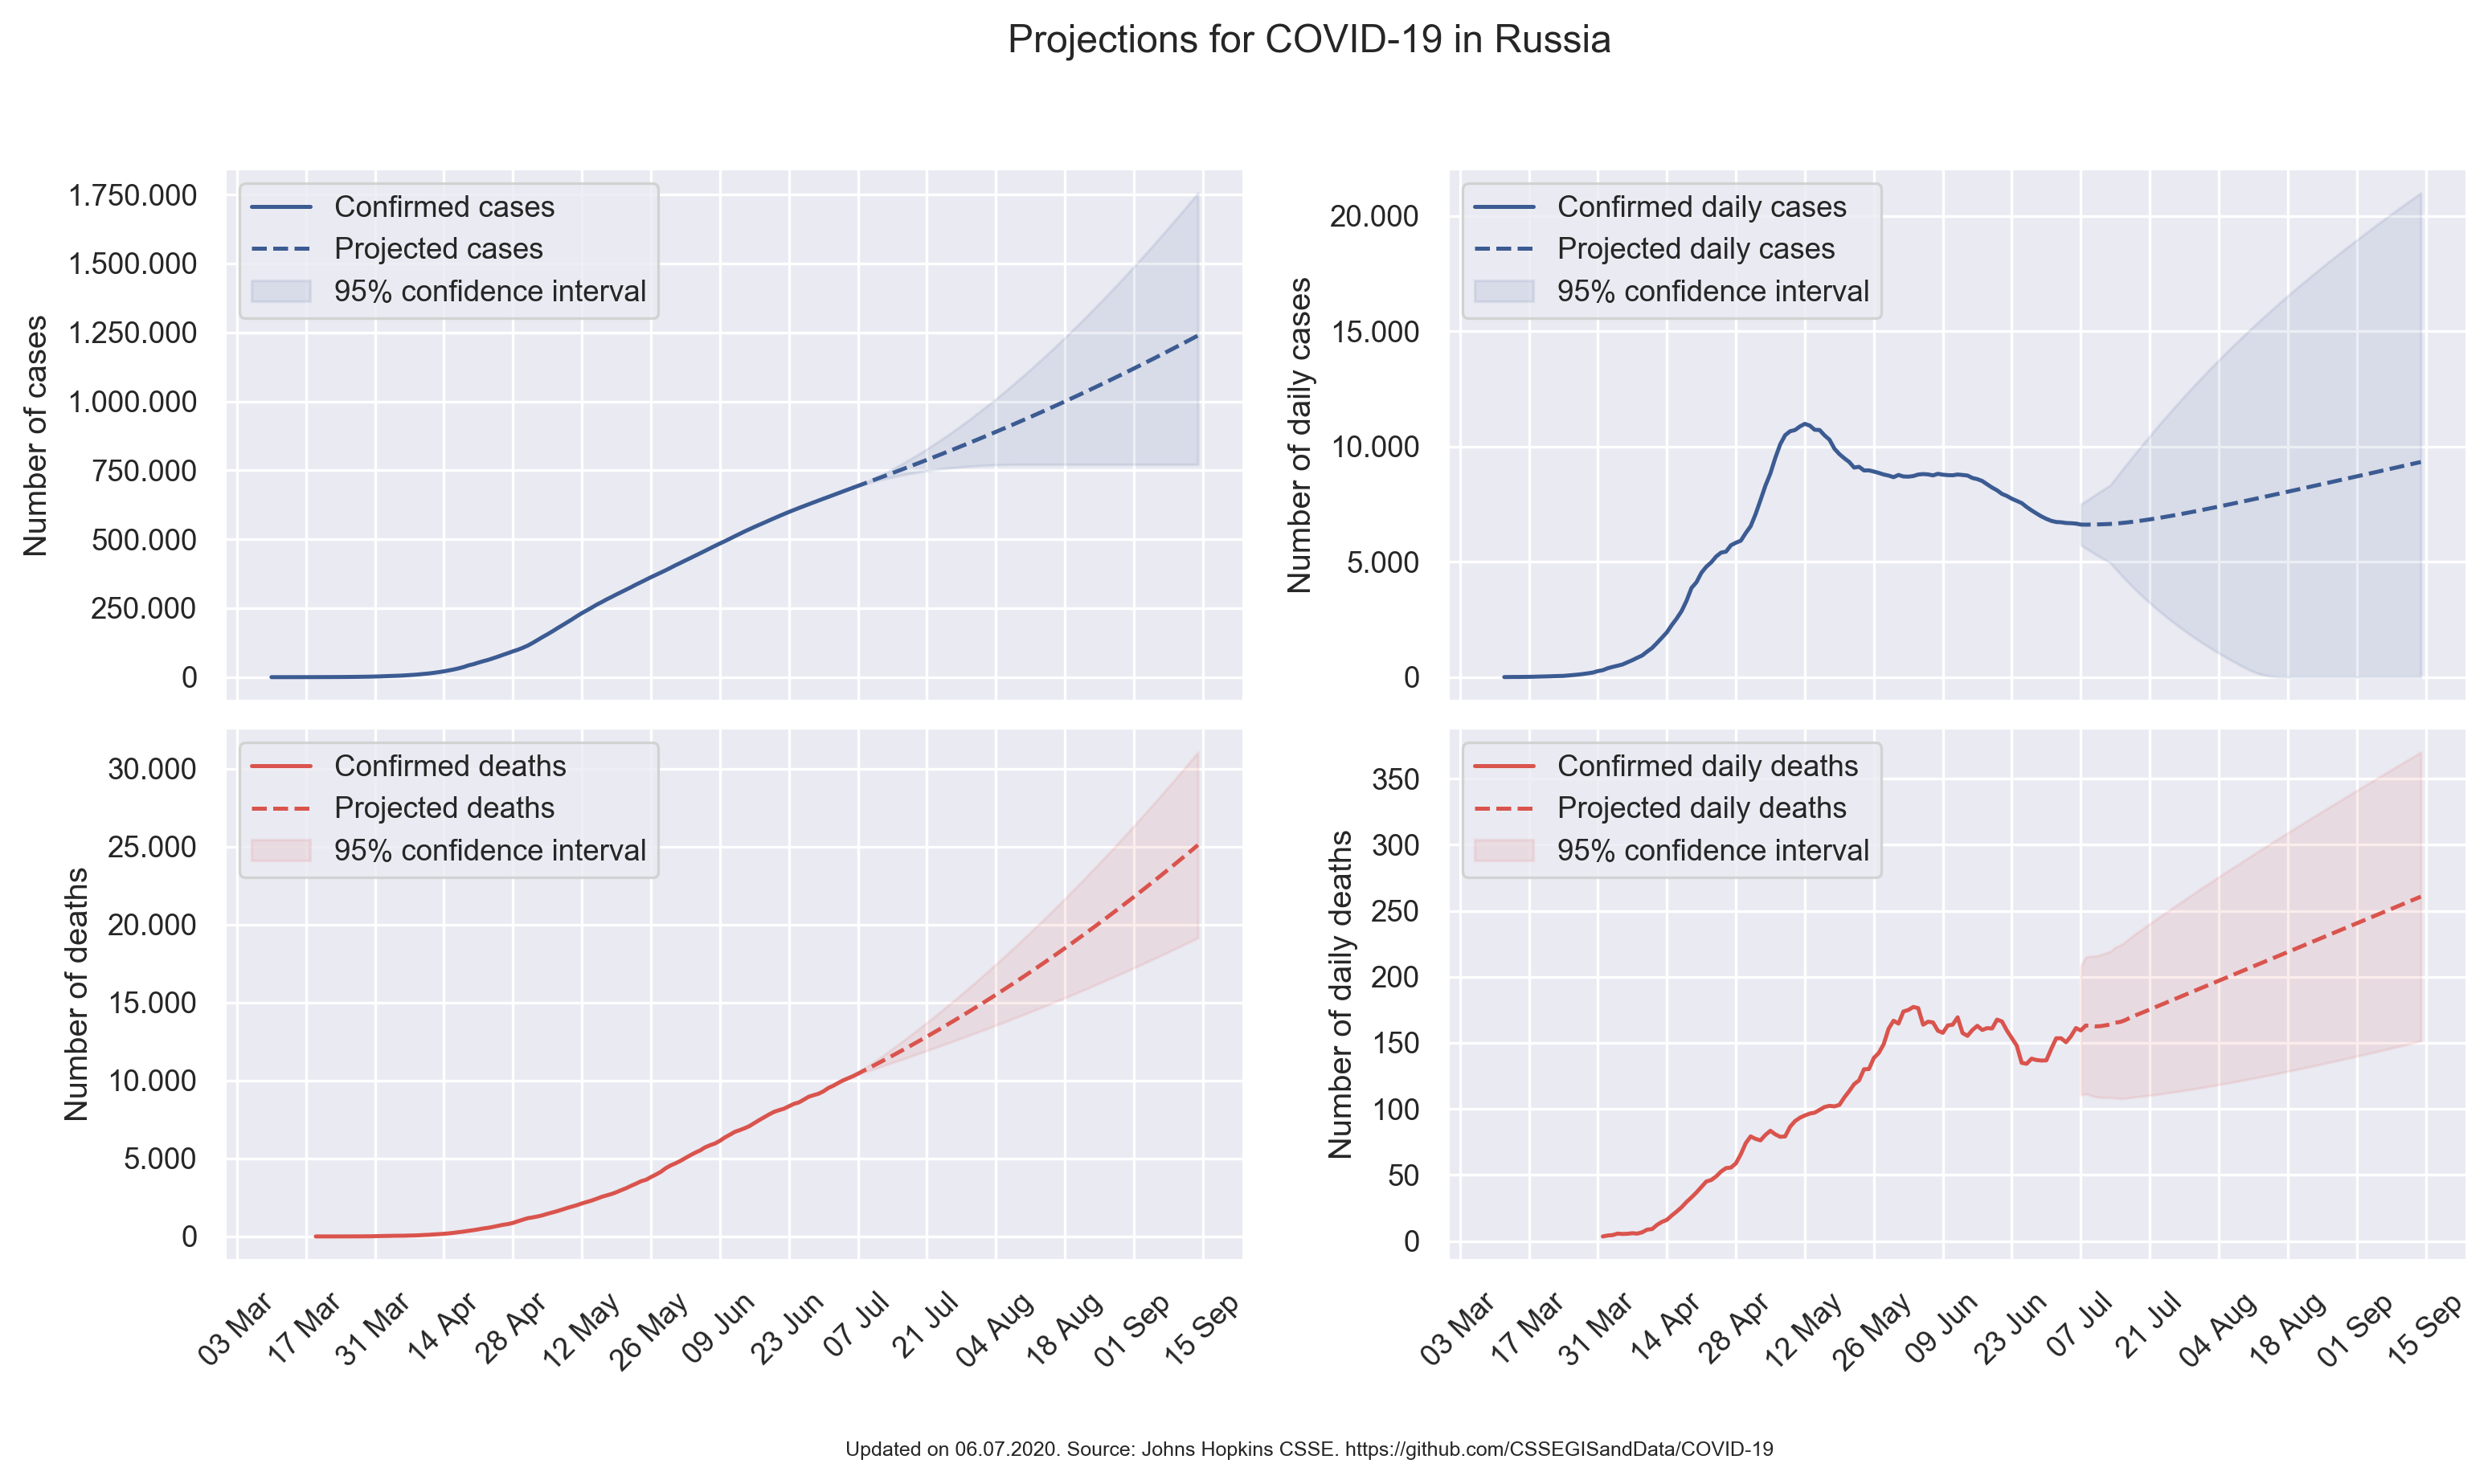 Projections for COVID-19 in Russia
Number of cases
1.750.000
1.500.000
1.250.000
1.000.000
750.000
500.000
250.000
0
Confirmed cases
Projected cases
95% confidence interval
Number of daily cases
20.000
15.000
10.000
5.000
0
Confirmed daily cases
Projected daily cases
95% confidence interval
Number of deaths
30.000
25.000
20.000
15.000
10.000
5.000
0
Confirmed deaths
Projected deaths
95% confidence interval
03 Mar
17 Mar
31 Mar
14 Apr
28 Apr
12 May
26 May
09 Jun
23 Jun
07 Jul
21 Jul
04 Aug
18 Aug
01 Sep
15 Sep
Number of daily deaths
350
300
250
200
150
100
50
0
Confirmed daily deaths
Projected daily deaths
95% confidence interval
03 Mar
17 Mar
31 Mar
14 Apr
28 Apr
12 May
26 May
09 Jun
23 Jun
07 Jul
21 Jul
04 Aug
18 Aug
01 Sep
15 Sep
Updated on 06.07.2020. Source: Johns Hopkins CSSE. https://github.com/CSSEGISandData/COVID-19